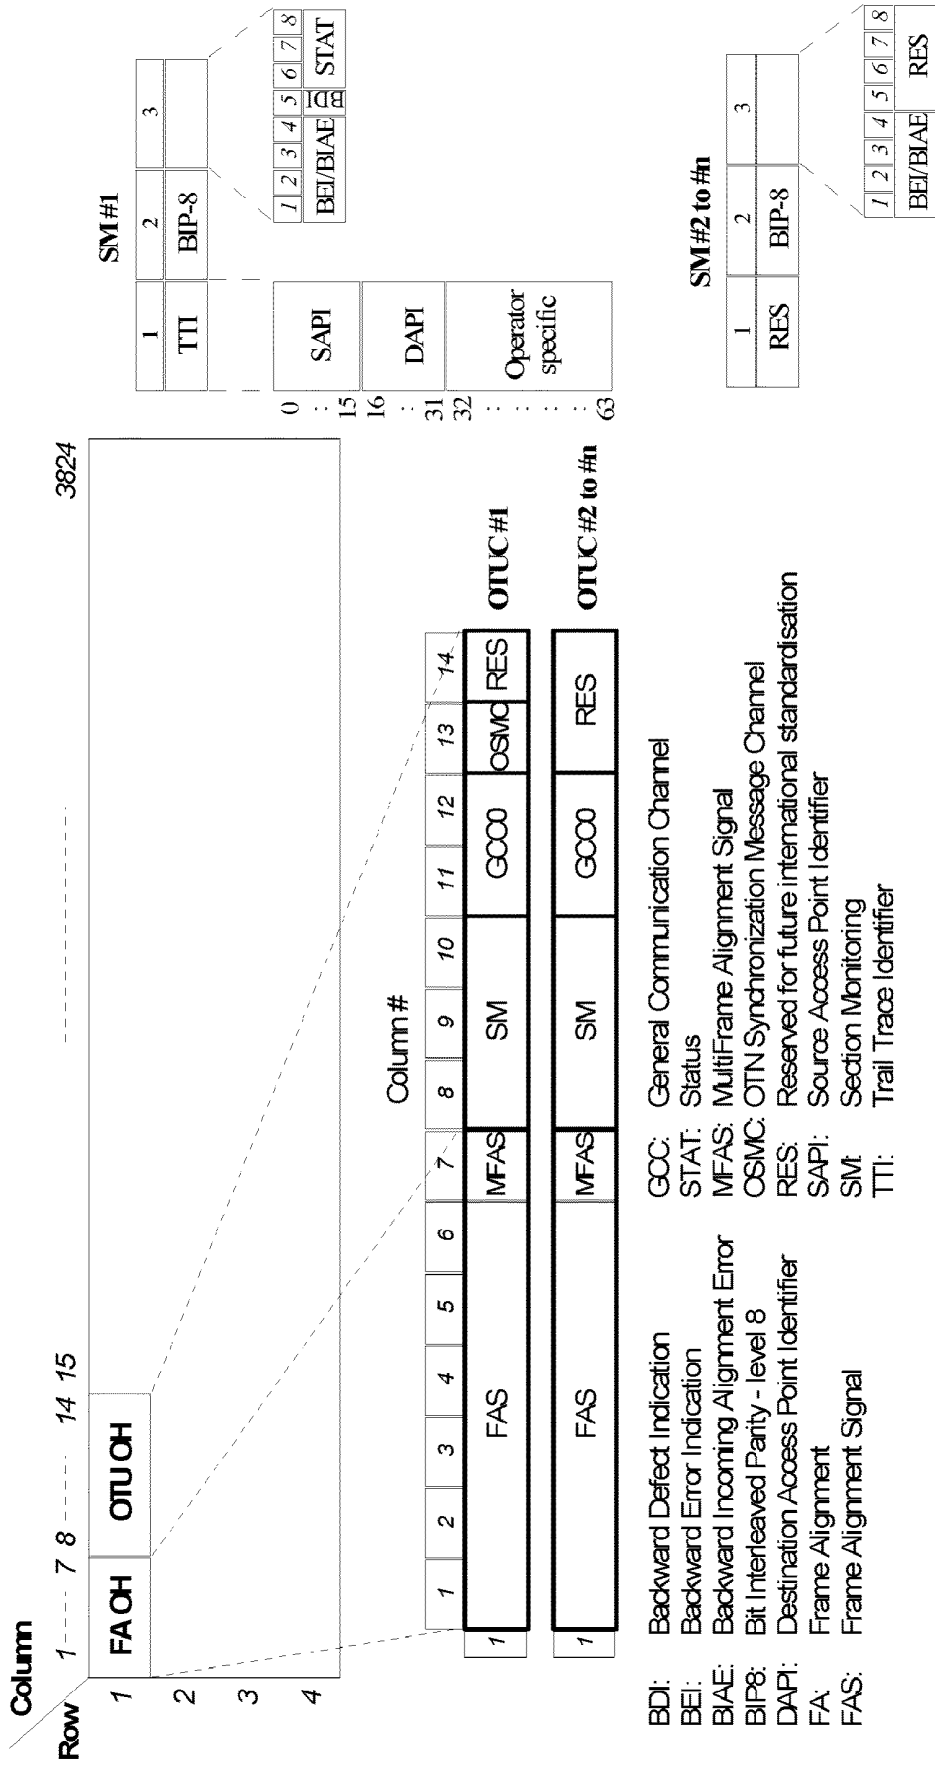 Column
Row 1 7 8 14 15 3824
1 FA OH OTU OH
2
3
4
Column #
1 2 3 4 5 6 7 8 9 10 11 12 13 14
1 FAS MFAS SM GCC0 OSMC RES OTUC #1
1 FAS MFAS SM GCC0 RES OTUC #2 to #n
SM #1
1 2 3
TTI BIP-8
1 2 3 4 5 6 7 8
BEI/BIAE BDI STAT
0
:
15
SAPI
16
:
31
DAPI
32
:
:
:
:
63
Operator
specific
SM #2 to #n
1 2 3
RES BIP-8
1 2 3 4 5 6 7 8
BEI/BIAE RES
BDI: Backward Defect Indication
BEI: Backward Error Indication
BIAE: Backward Incoming Alignment Error
BIP8: Bit Interleaved Parity - level 8
DAPI: Destination Access Point Identifier
FA: Frame Alignment
FAS: Frame Alignment Signal
GCC: General Communication Channel
STAT: Status
MFAS: MultiFrame Alignment Signal
OSMC: OTN Synchronization Message Channel
RES: Reserved for future international standardisation
SAPI: Source Access Point Identifier
SM: Section Monitoring
TTI: Trail Trace Identifier